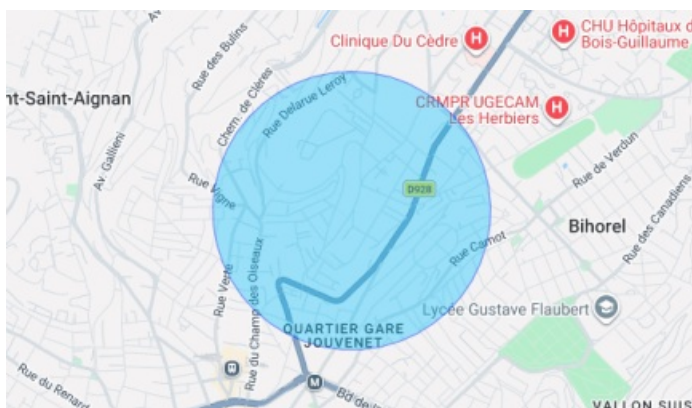 Clinique Du Cèdre
CHU Hôpitaux d
Bois-Guillaume
Rue des Bulins
nt-Saint-Aignan
Chem. de Clères
Rue Delarue Leroy
CRMPR UGECAM
Les Herbiers
Av. Gallieni
Rue de Verdun
Rue Vigne
D928
Bihorel
Rue des Canadiens
Rue Carnot
Rue Verte
Rue du Champ des Oiseaux
Lycée Gustave Flaubert
QUARTIER GARE
JOUVENET
Rue du Renard
M
Bd de l
VALLON SUIS